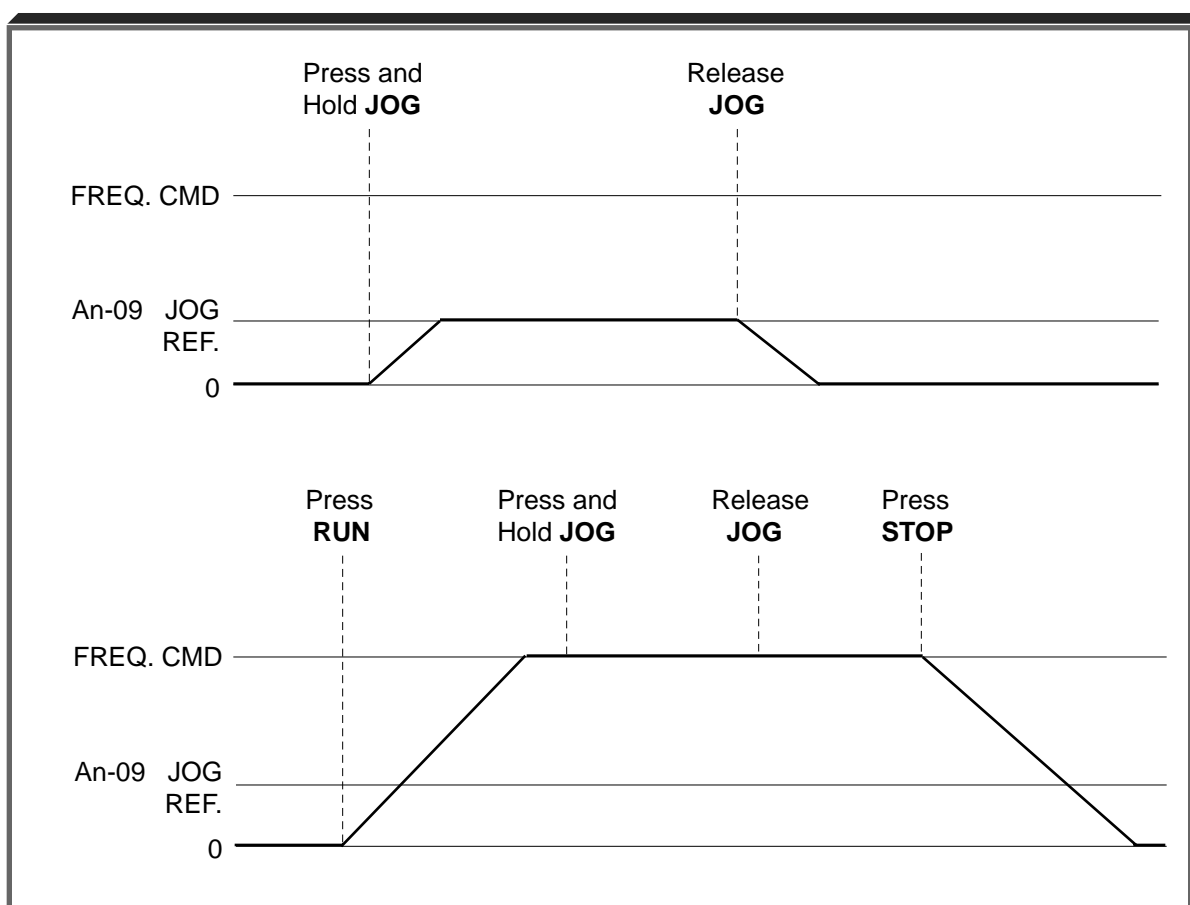 Press and
Hold JOG
Release
JOG
FREQ. CMD
An-09 JOG
REF.
0
Press
RUN
Press and
Hold JOG
Release
JOG
Press
STOP
FREQ. CMD
An-09 JOG
REF.
0